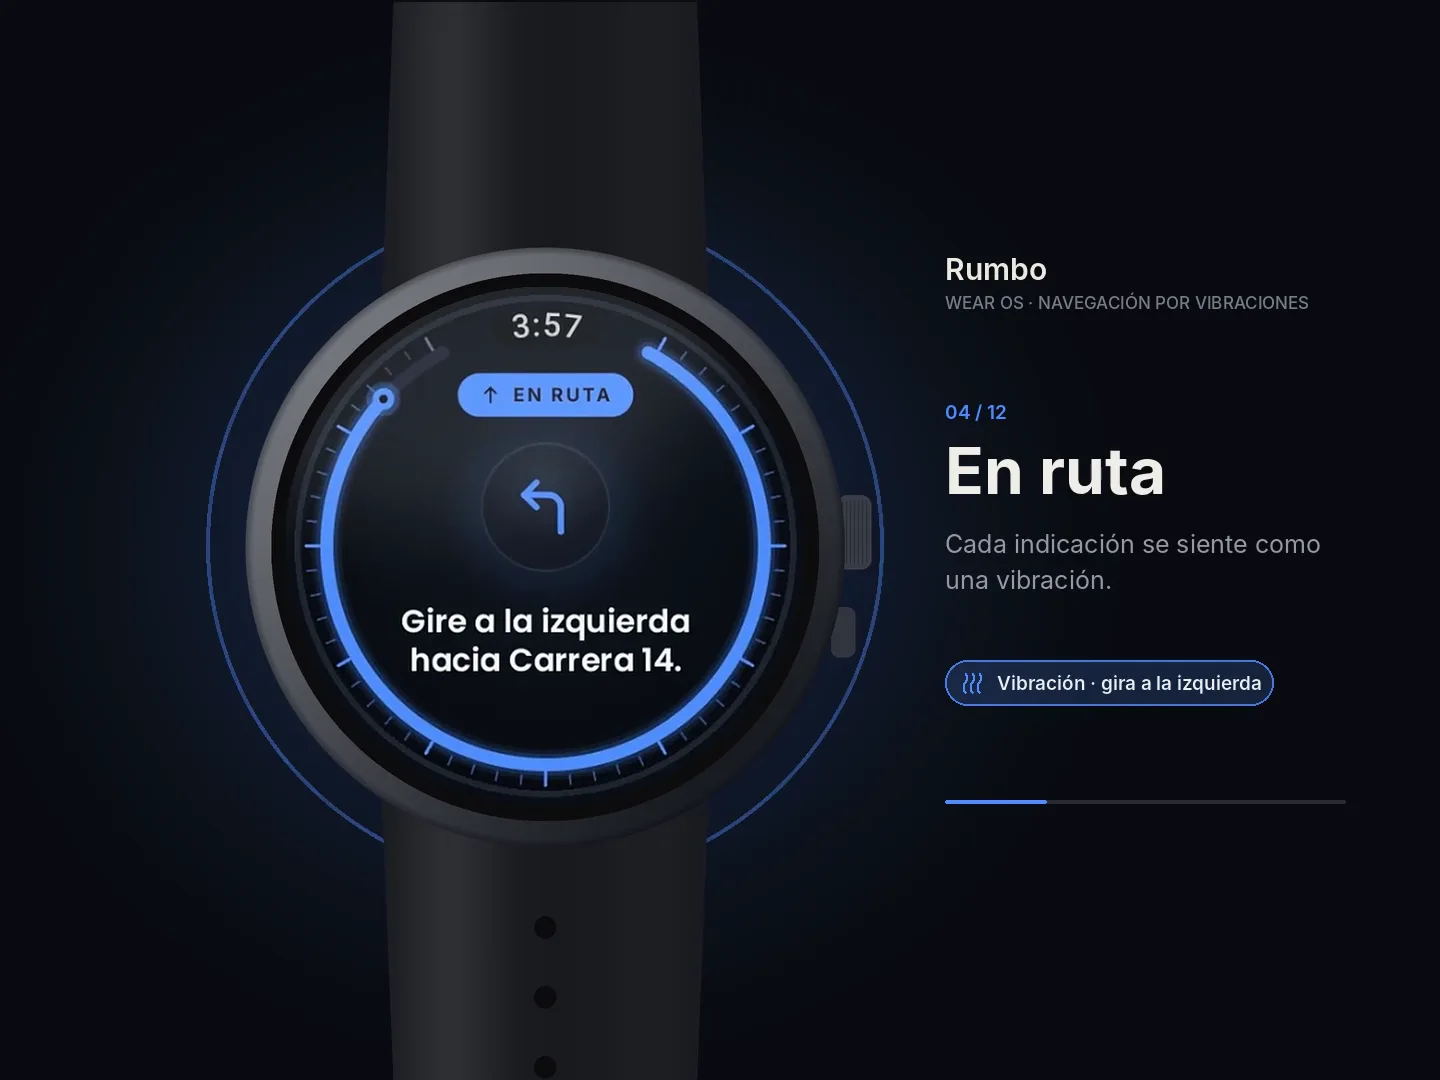 3:57
↑ EN RUTA
Gire a la izquierda
hacia Carrera 14.
Rumbo
WEAR OS · NAVEGACIÓN POR VIBRACIONES
04 / 12
En ruta
Cada indicación se siente como
una vibración.
Vibración · gira a la izquierda